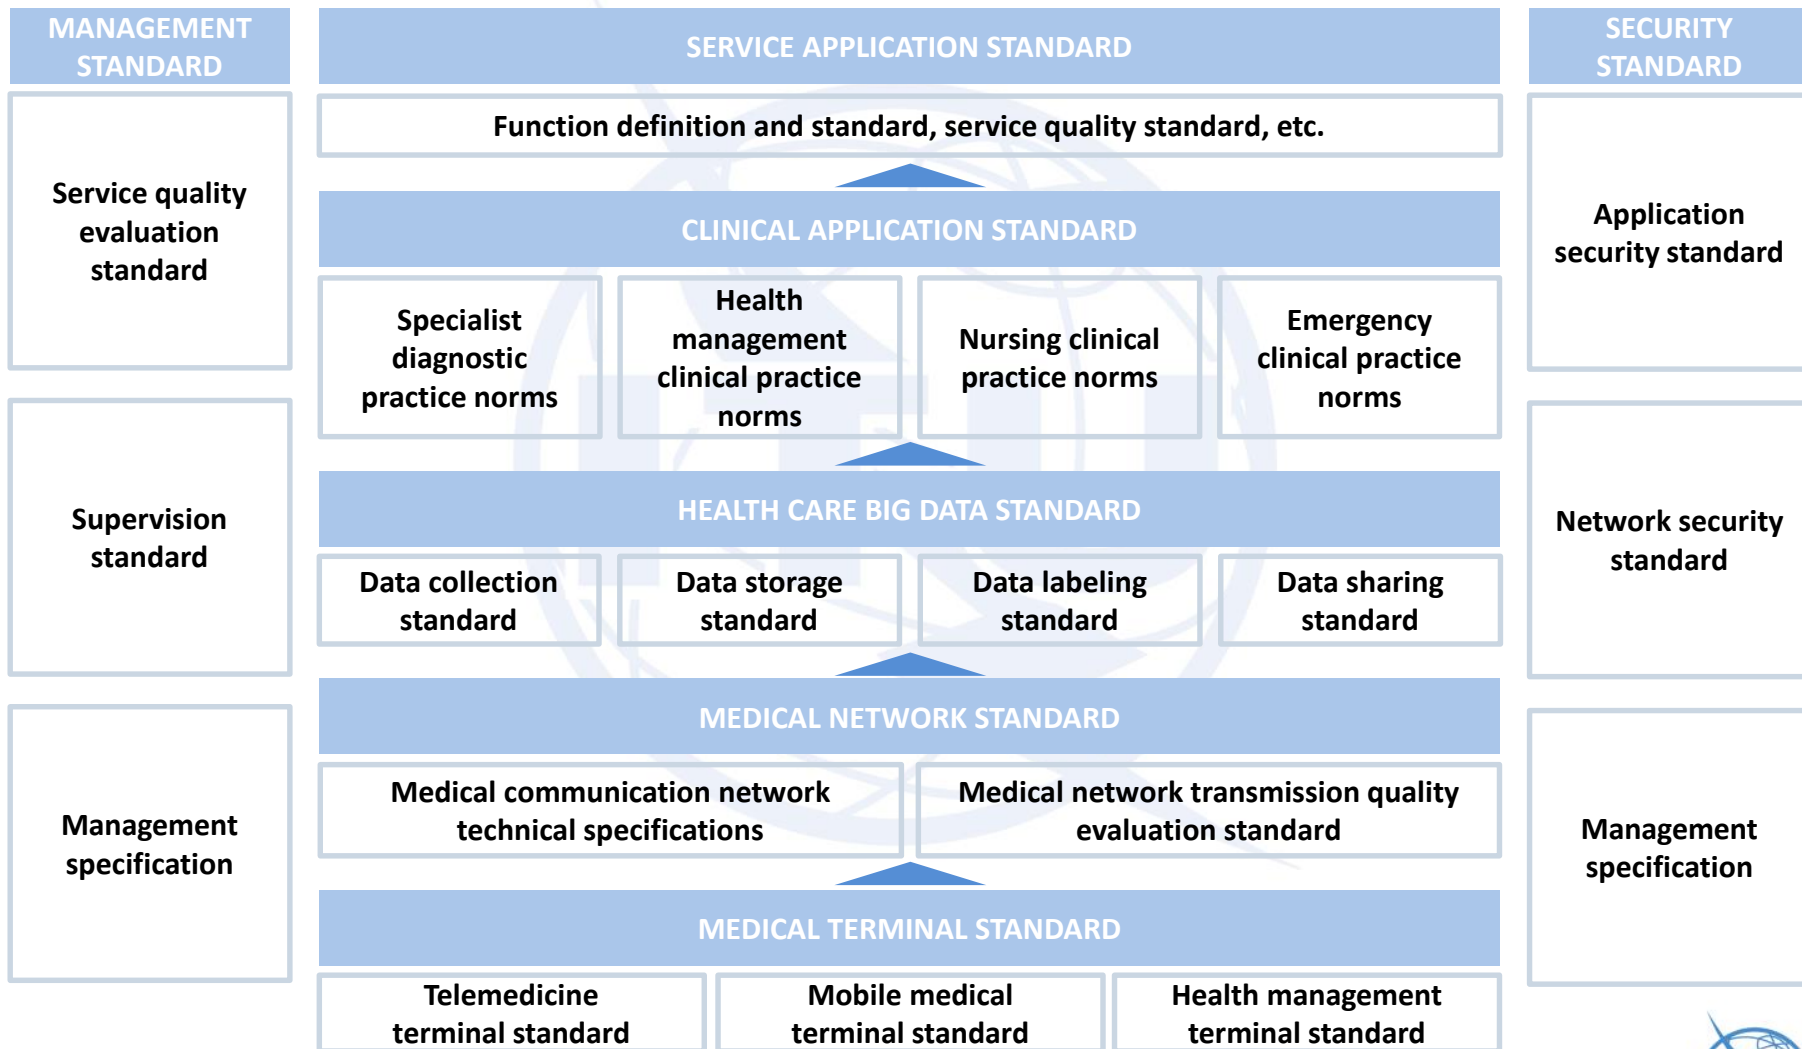 MANAGEMENT
STANDARD
Service quality
evaluation
standard
Supervision
standard
Management
specification
SERVICE APPLICATION STANDARD
Function definition and standard, service quality standard, etc.
CLINICAL APPLICATION STANDARD
Specialist
diagnostic
practice norms
Health
management
clinical practice
norms
Nursing clinical
practice norms
Emergency
clinical practice
norms
HEALTH CARE BIG DATA STANDARD
Data collection
standard
Data storage
standard
Data labeling
standard
Data sharing
standard
MEDICAL NETWORK STANDARD
Medical communication network
technical specifications
Medical network transmission quality
evaluation standard
MEDICAL TERMINAL STANDARD
Telemedicine
terminal standard
Mobile medical
terminal standard
Health management
terminal standard
SECURITY
STANDARD
Application
security standard
Network security
standard
Management
specification
ITU